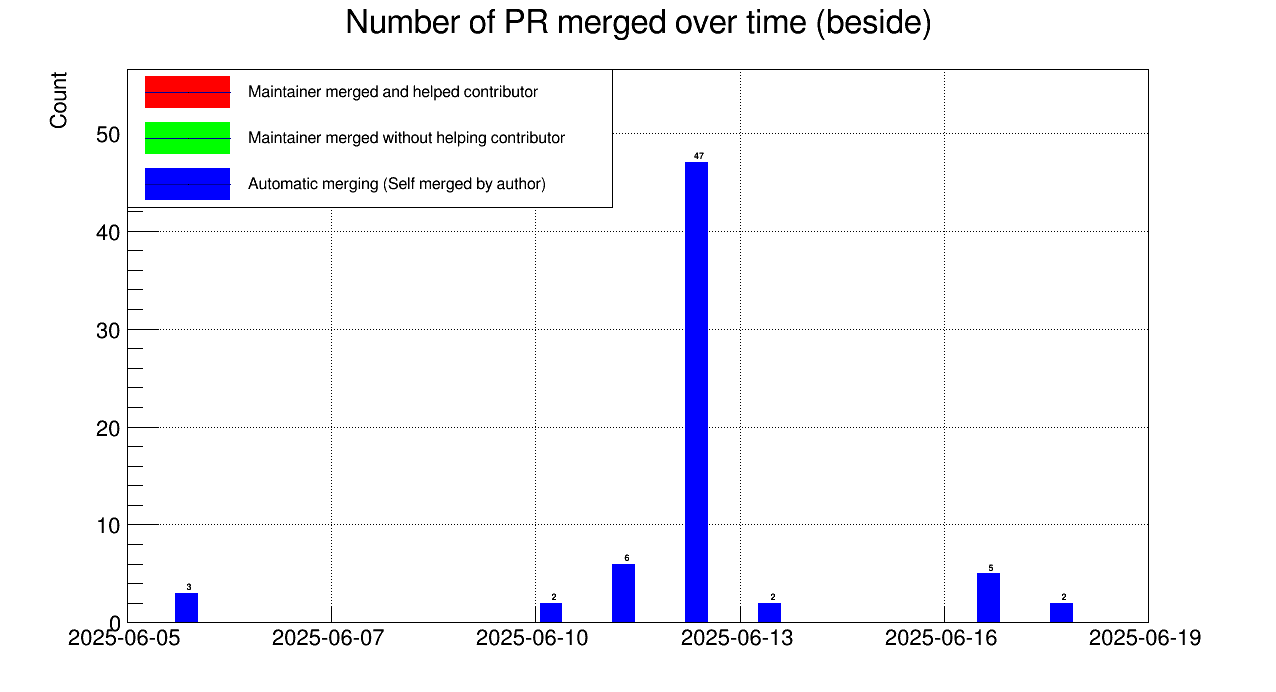 Number of PR merged over time (beside)
Count
Maintainer merged and helped contributor
Maintainer merged without helping contributor
Automatic merging (Self merged by author)
50
40
30
20
10
0
47
6
5
3
2
2
2
2025-06-05 2025-06-07 2025-06-10 2025-06-13 2025-06-16 2025-06-19